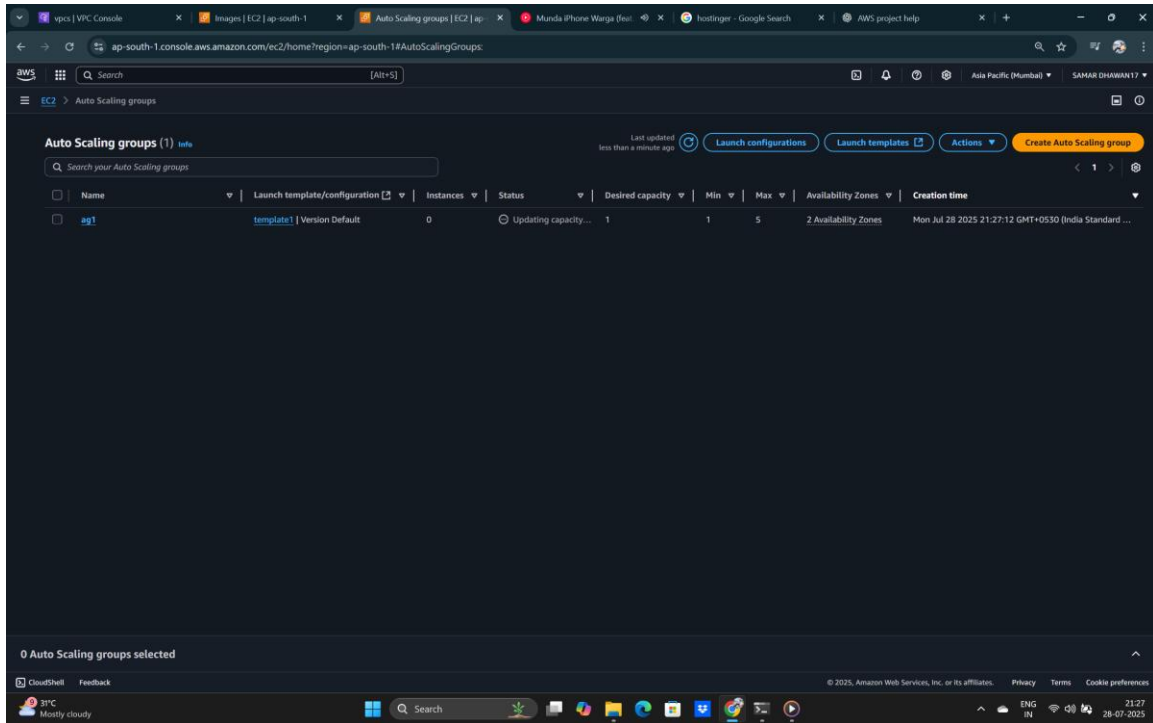 vpcs | VPC Console
Images | EC2 | ap-south-1
Auto Scaling groups | EC2 | ap-
Munda iPhone Warga (feat.
hostinger - Google Search
AWS project help
ap-south-1.console.aws.amazon.com/ec2/home?region=ap-south-1#AutoScalingGroups:
aws
Search
[Alt+S]
Asia Pacific (Mumbai)
SAMAR DHAWAN17
EC2 > Auto Scaling groups
Auto Scaling groups (1) Info
Last updated
less than a minute ago
Launch configurations
Launch templates
Actions
Create Auto Scaling group
Search your Auto Scaling groups
1
Name
Launch template/configuration
Instances
Status
Desired capacity
Min
Max
Availability Zones
Creation time
ag1
template1 | Version Default
0
Updating capacity...
1
1
5
2 Availability Zones
Mon Jul 28 2025 21:27:12 GMT+0530 (India Standard ...
0 Auto Scaling groups selected
CloudShell
Feedback
© 2025, Amazon Web Services, Inc. or its affiliates.
Privacy
Terms
Cookie preferences
9
31°C
Mostly cloudy
Search
ENG
IN
21:27
28-07-2025